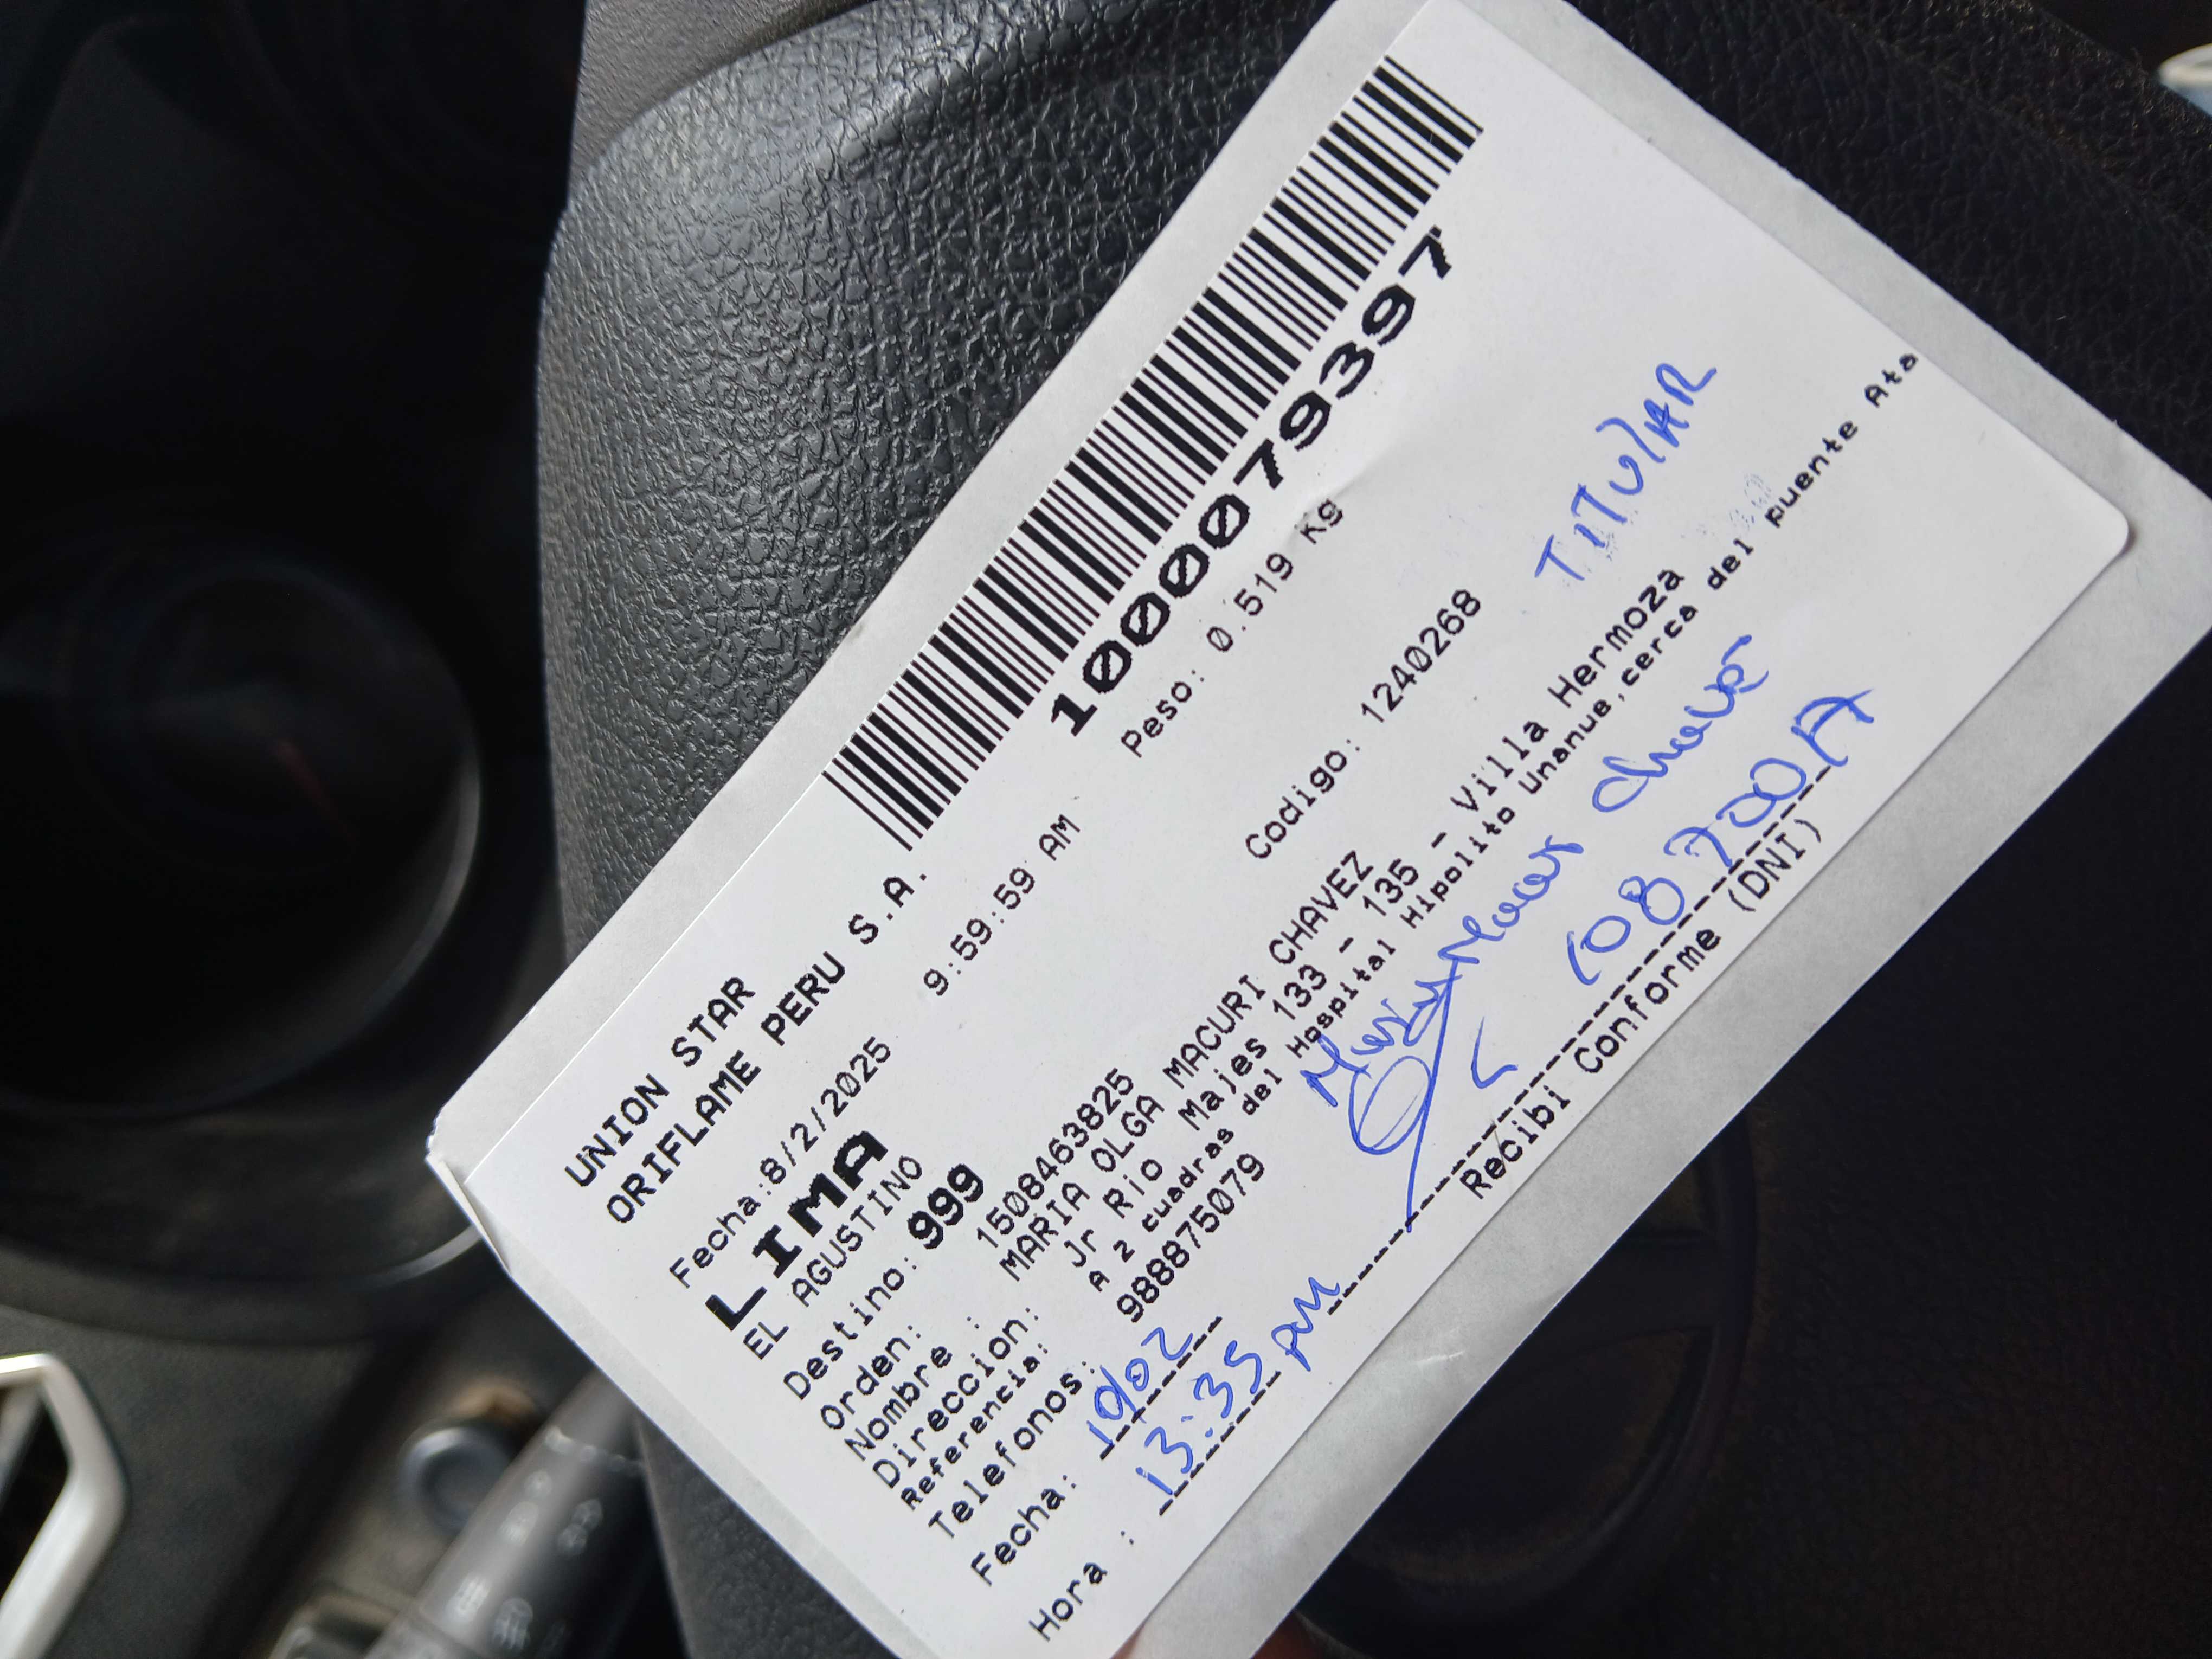 UNION STAR
ORIFLAME PERU S.A.
Fecha:8/2/2025 9:59:59 AM
LIMA
EL AGUSTINO
Destino: 999
1000079397
Peso: 0.519 Kg
Orden: 1508463825 Codigo: 1240268
TITULAR
Nombre : MARIA OLGA MACURI CHAVEZ
Direccion: Jr Rio Majes 133 - 135 - Villa Hermoza
Referencia: A 2 cuadras del Hospital Hipolito Unanue,cerca del puente Ata
Telefonos: 988875079
Fecha:
Hora : 13:35 pm
Recibi Conforme (DNI)